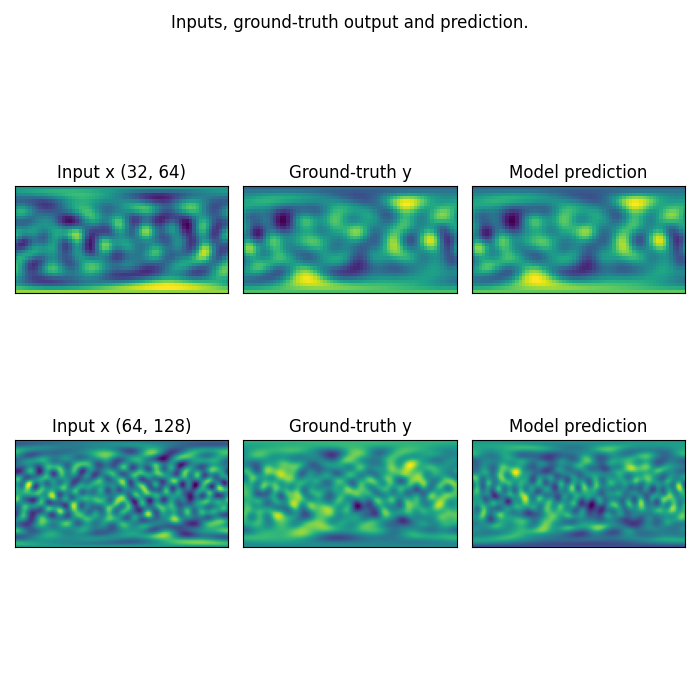 Inputs, ground-truth output and prediction.
Input x (32, 64)
Ground-truth y
Model prediction
Input x (64, 128)
Ground-truth y
Model prediction